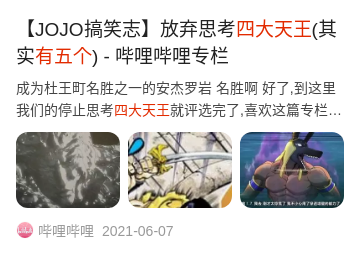 【JOJO搞笑志】放弃思考四大天王(其
实有五个) - 哔哩哔哩专栏
成为杜王町名胜之一的安杰罗岩 名胜啊 好了,到这里
我们的停止思考四大天王就评选完了,喜欢这篇专栏…
哔哩哔哩 2021-06-07